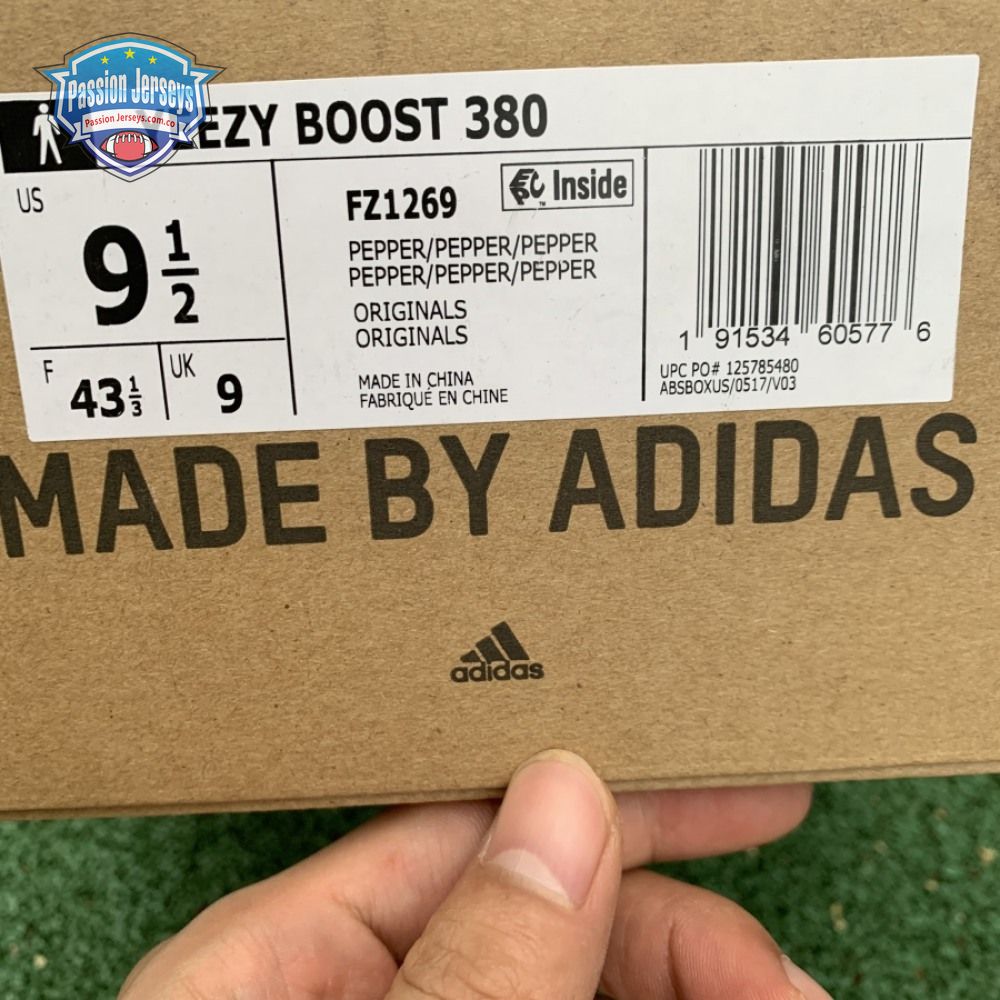 Passion Jerseys
Passion Jerseys.com.co
EZY BOOST 380
US
9 1/2
F
43 1/3
UK
9
FZ1269
Inside
TM
PEPPER/PEPPER/PEPPER
PEPPER/PEPPER/PEPPER
ORIGINALS
ORIGINALS
MADE IN CHINA
FABRIQUÉ EN CHINE
1 91534 60577 6
UPC PO# 125785480
ABSBOXUS/0517/V03
MADE BY ADIDAS
adidas